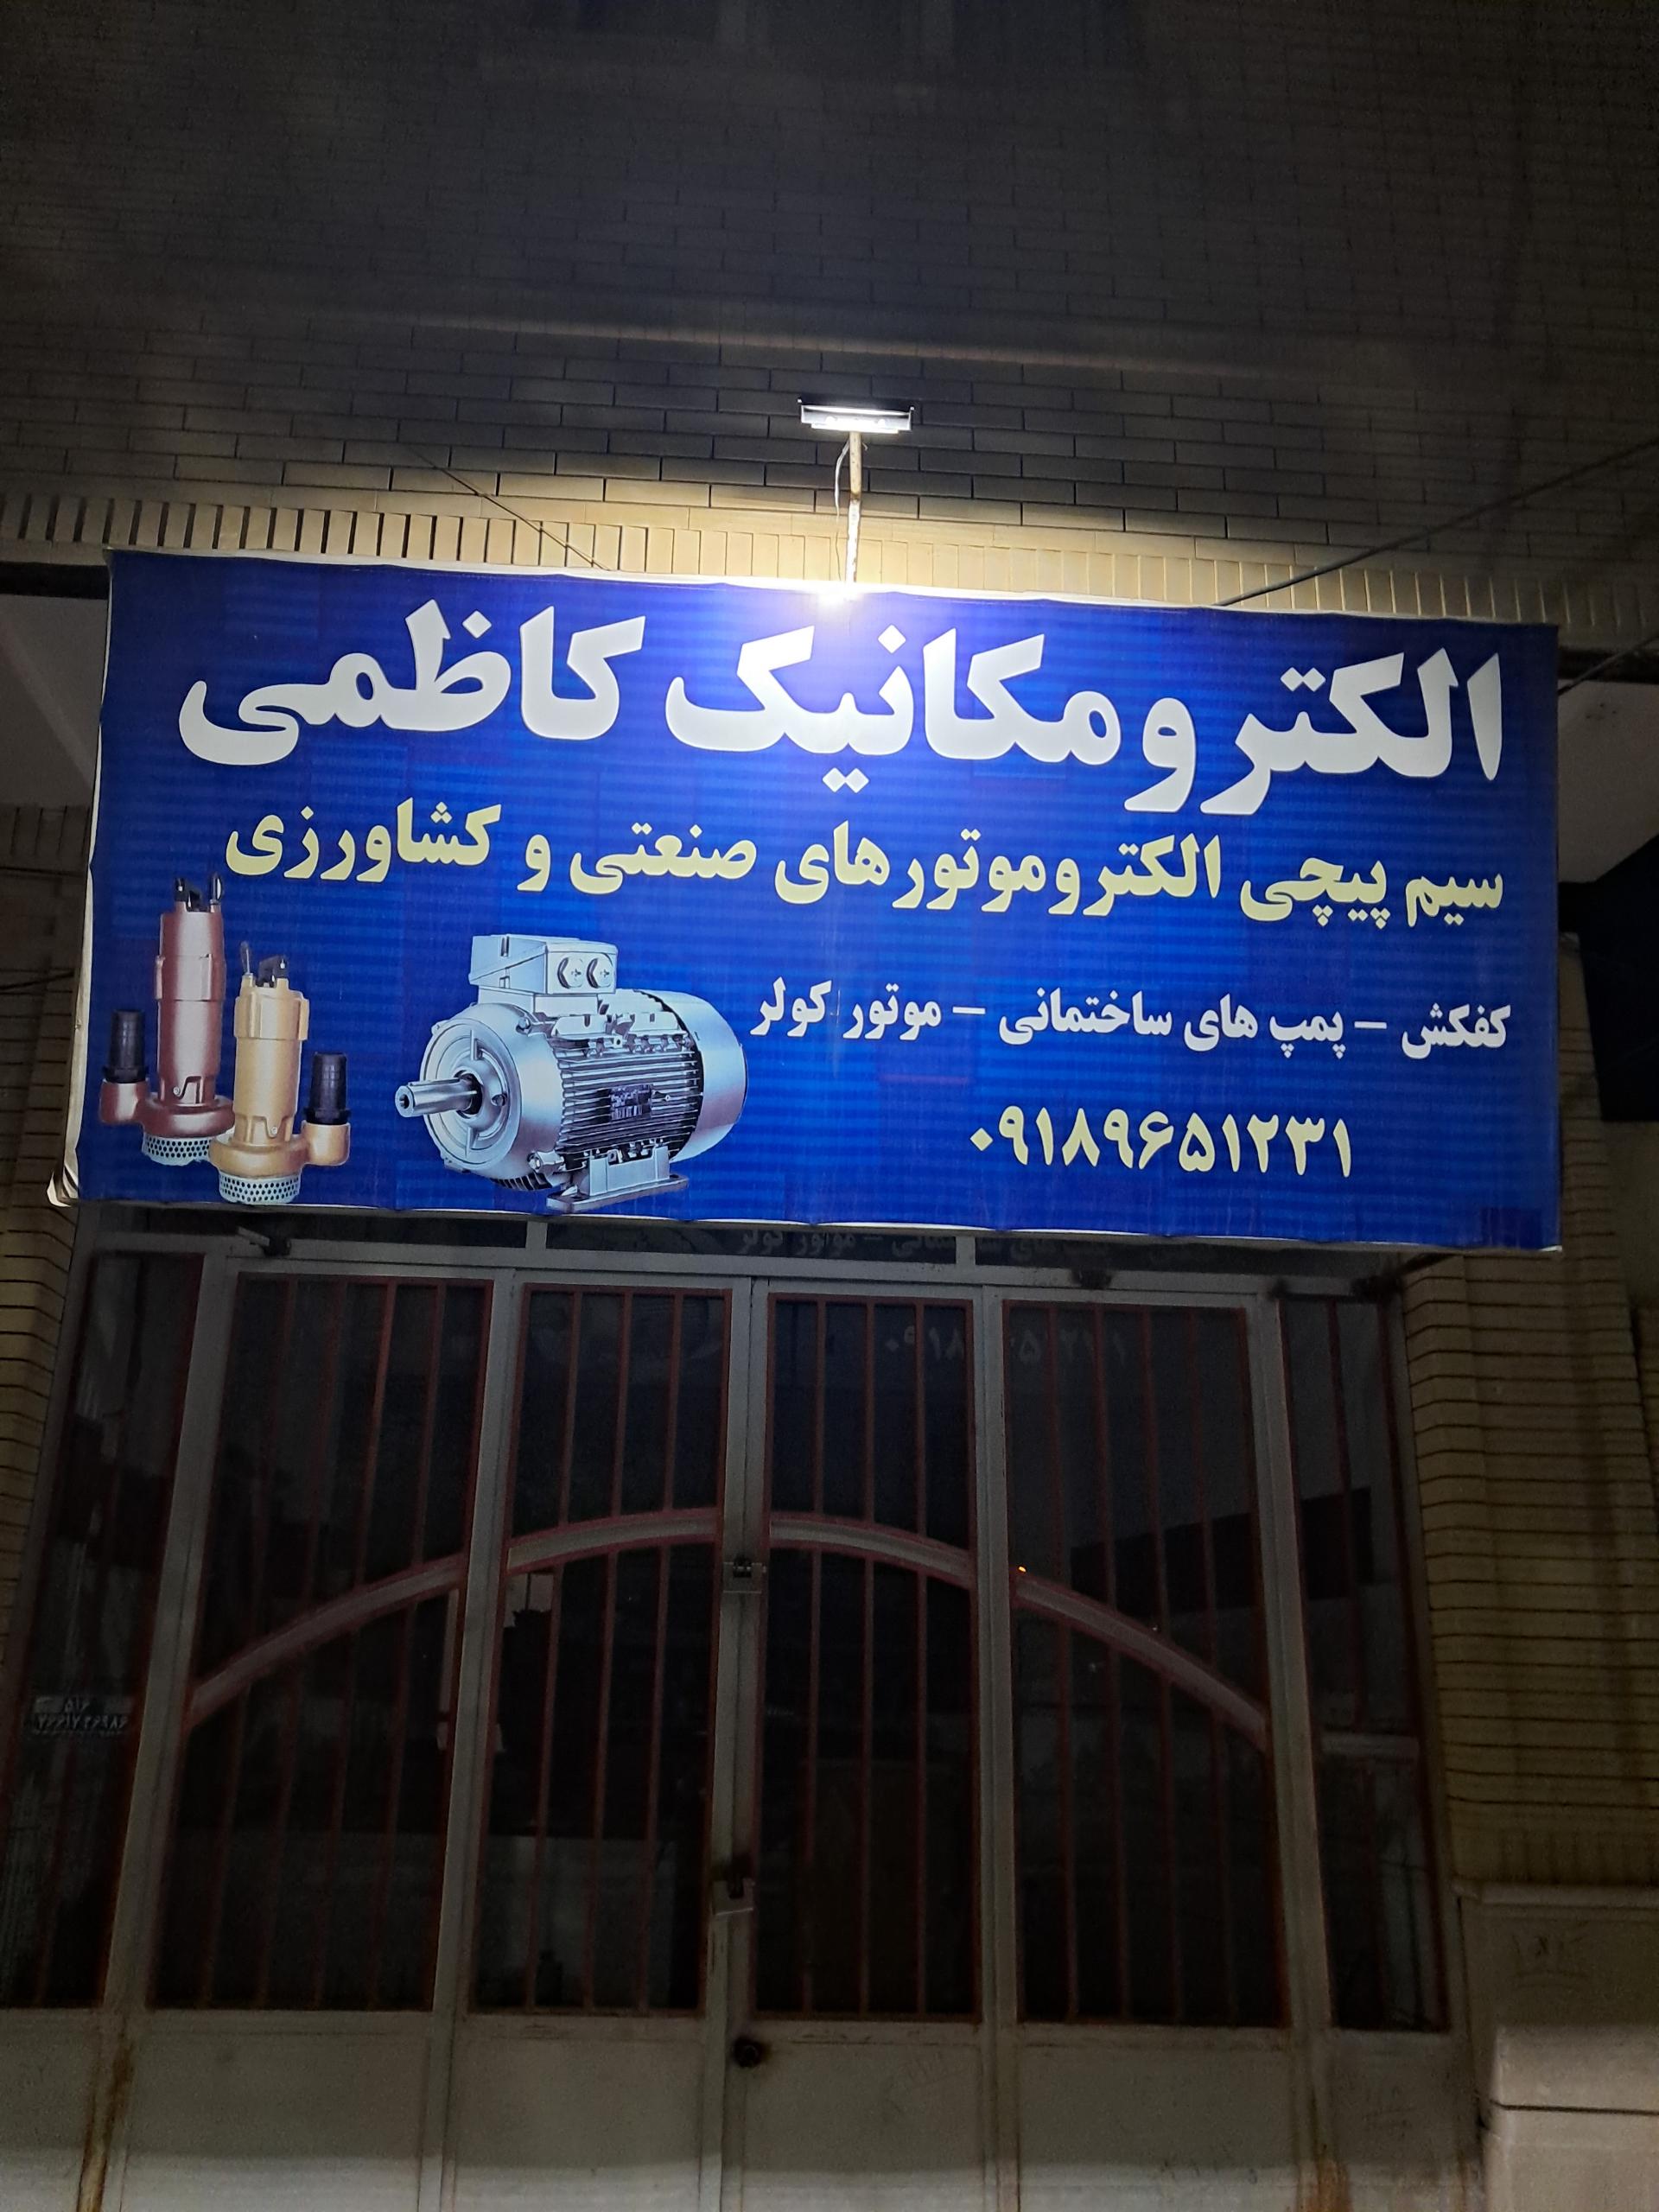 الکترومکانیک کاظمی
سیم پیچی الکتروموتورهای صنعتی و کشاورزی
کفکش - پمپ های ساختمانی - موتور کولر
۰۹۱۸۹۶۵۱۲۳۱